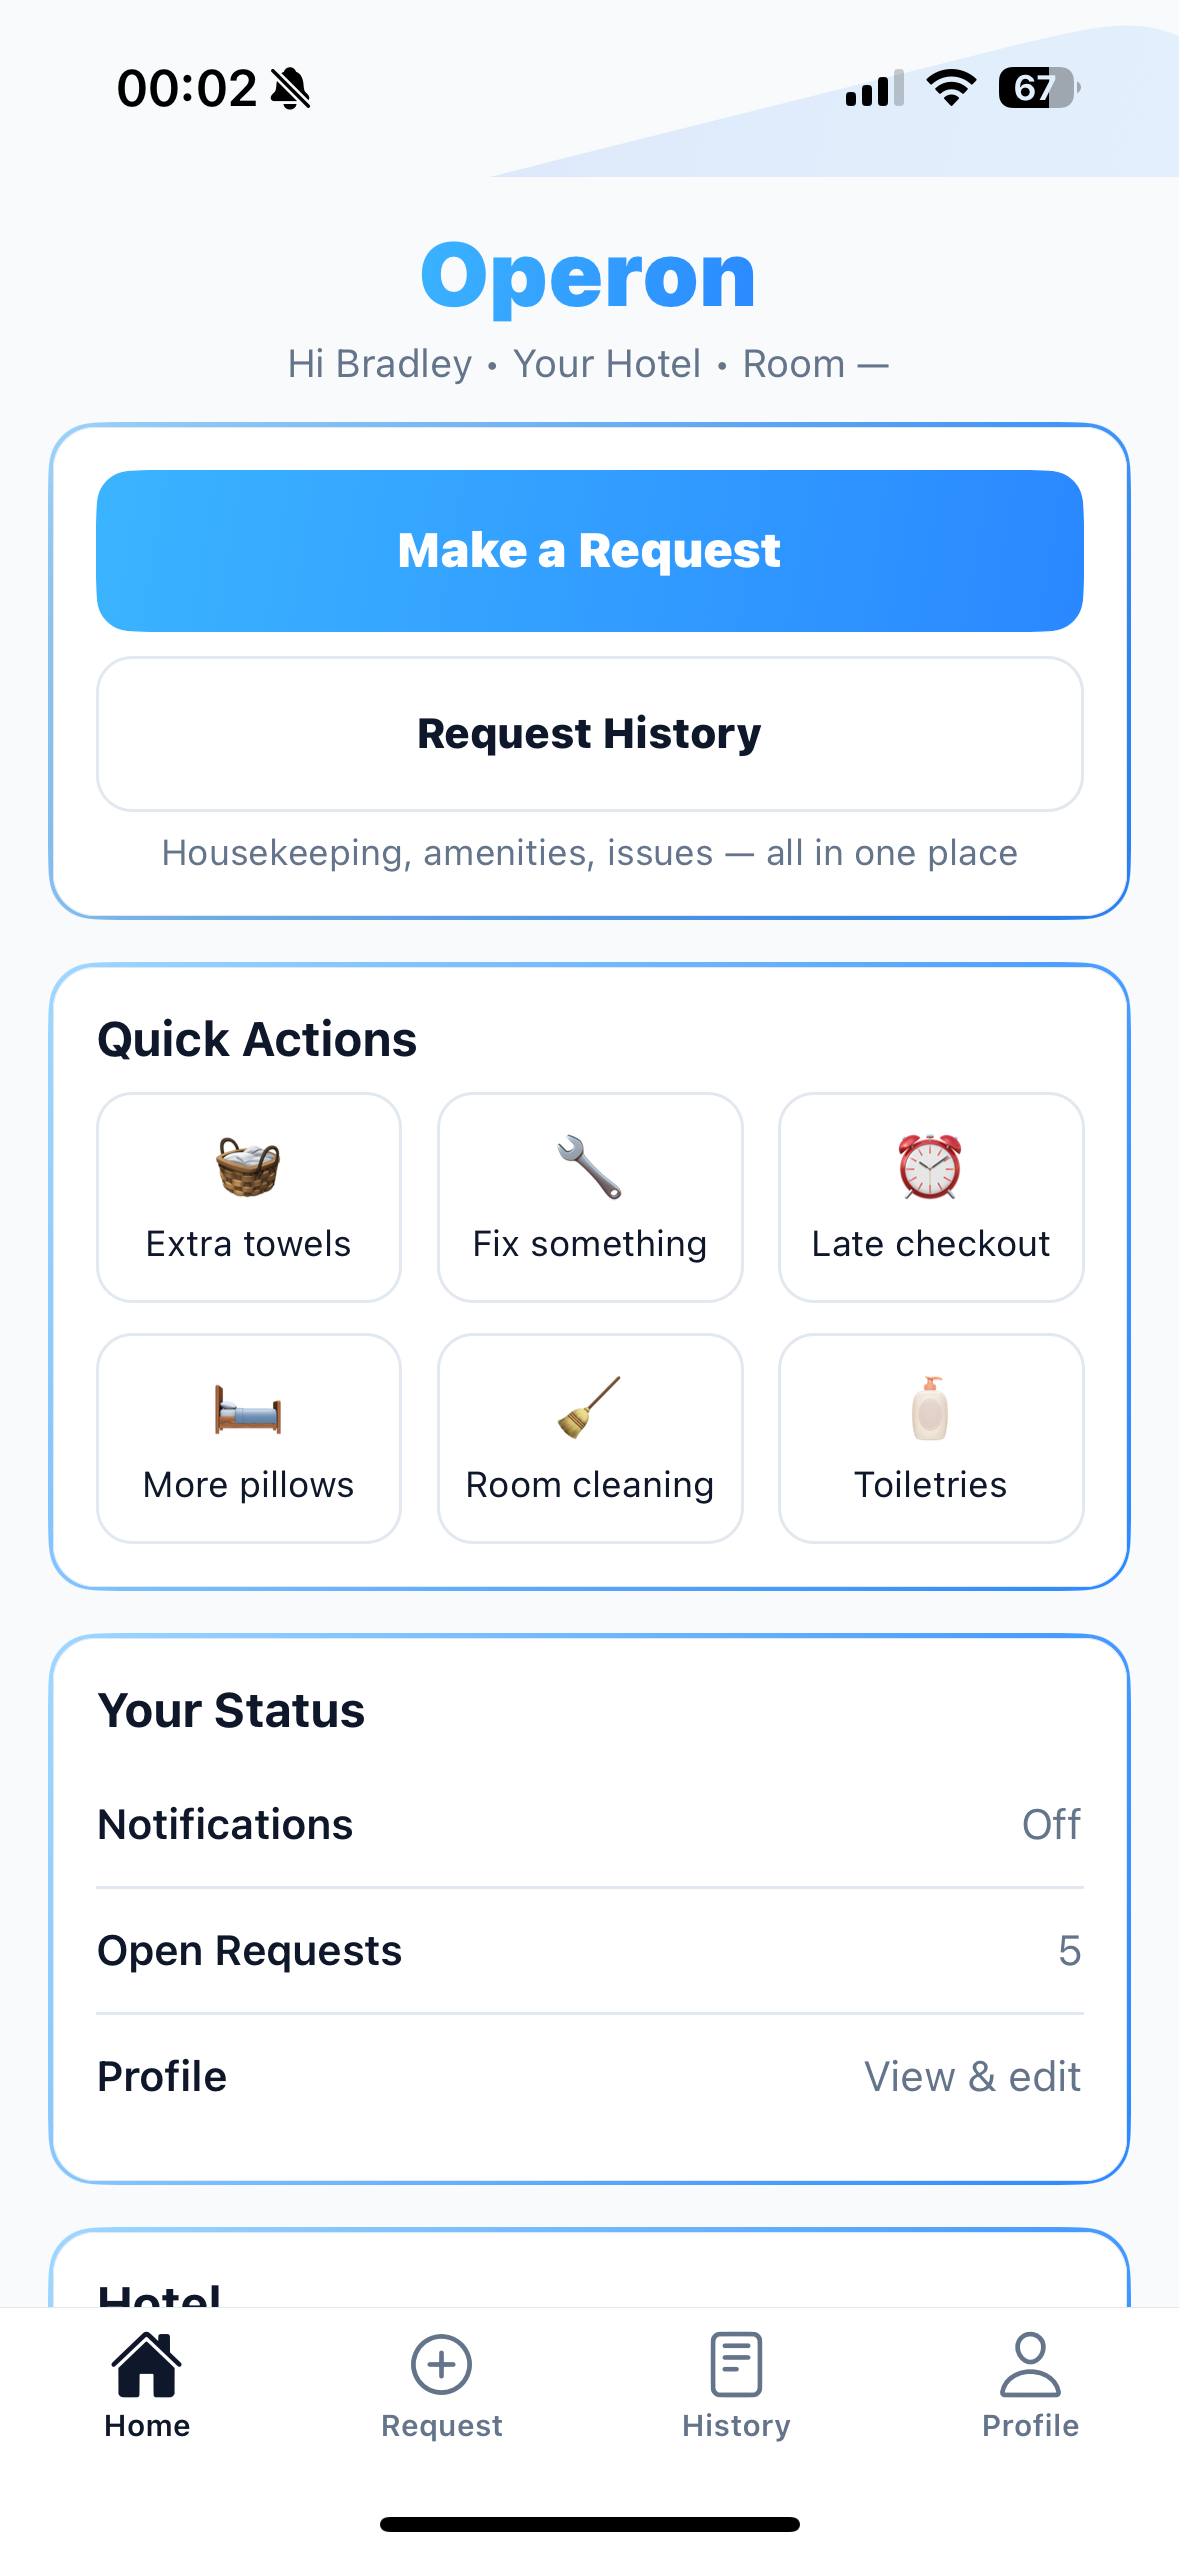 00:02
67
Operon
Hi Bradley • Your Hotel • Room —
Make a Request
Request History
Housekeeping, amenities, issues — all in one place
Quick Actions
Extra towels
Fix something
Late checkout
More pillows
Room cleaning
Toiletries
Your Status
Notifications Off
Open Requests 5
Profile View & edit
Hotel
Home
Request
History
Profile